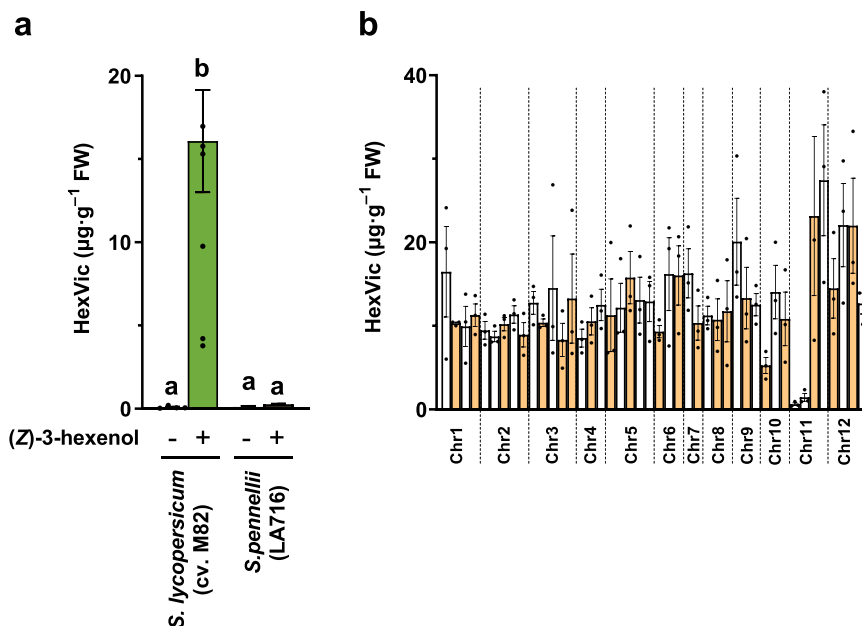 a
b
20
10
0
HexVic (µg·g⁻¹ FW)
b
a
a
a
(Z)-3-hexenol
-
+
-
+
S. lycopersicum
(cv. M82)
S.pennellii
(LA716)
40
20
0
HexVic (µg·g⁻¹ FW)
Chr1
Chr2
Chr3
Chr4
Chr5
Chr6
Chr7
Chr8
Chr9
Chr10
Chr11
Chr12